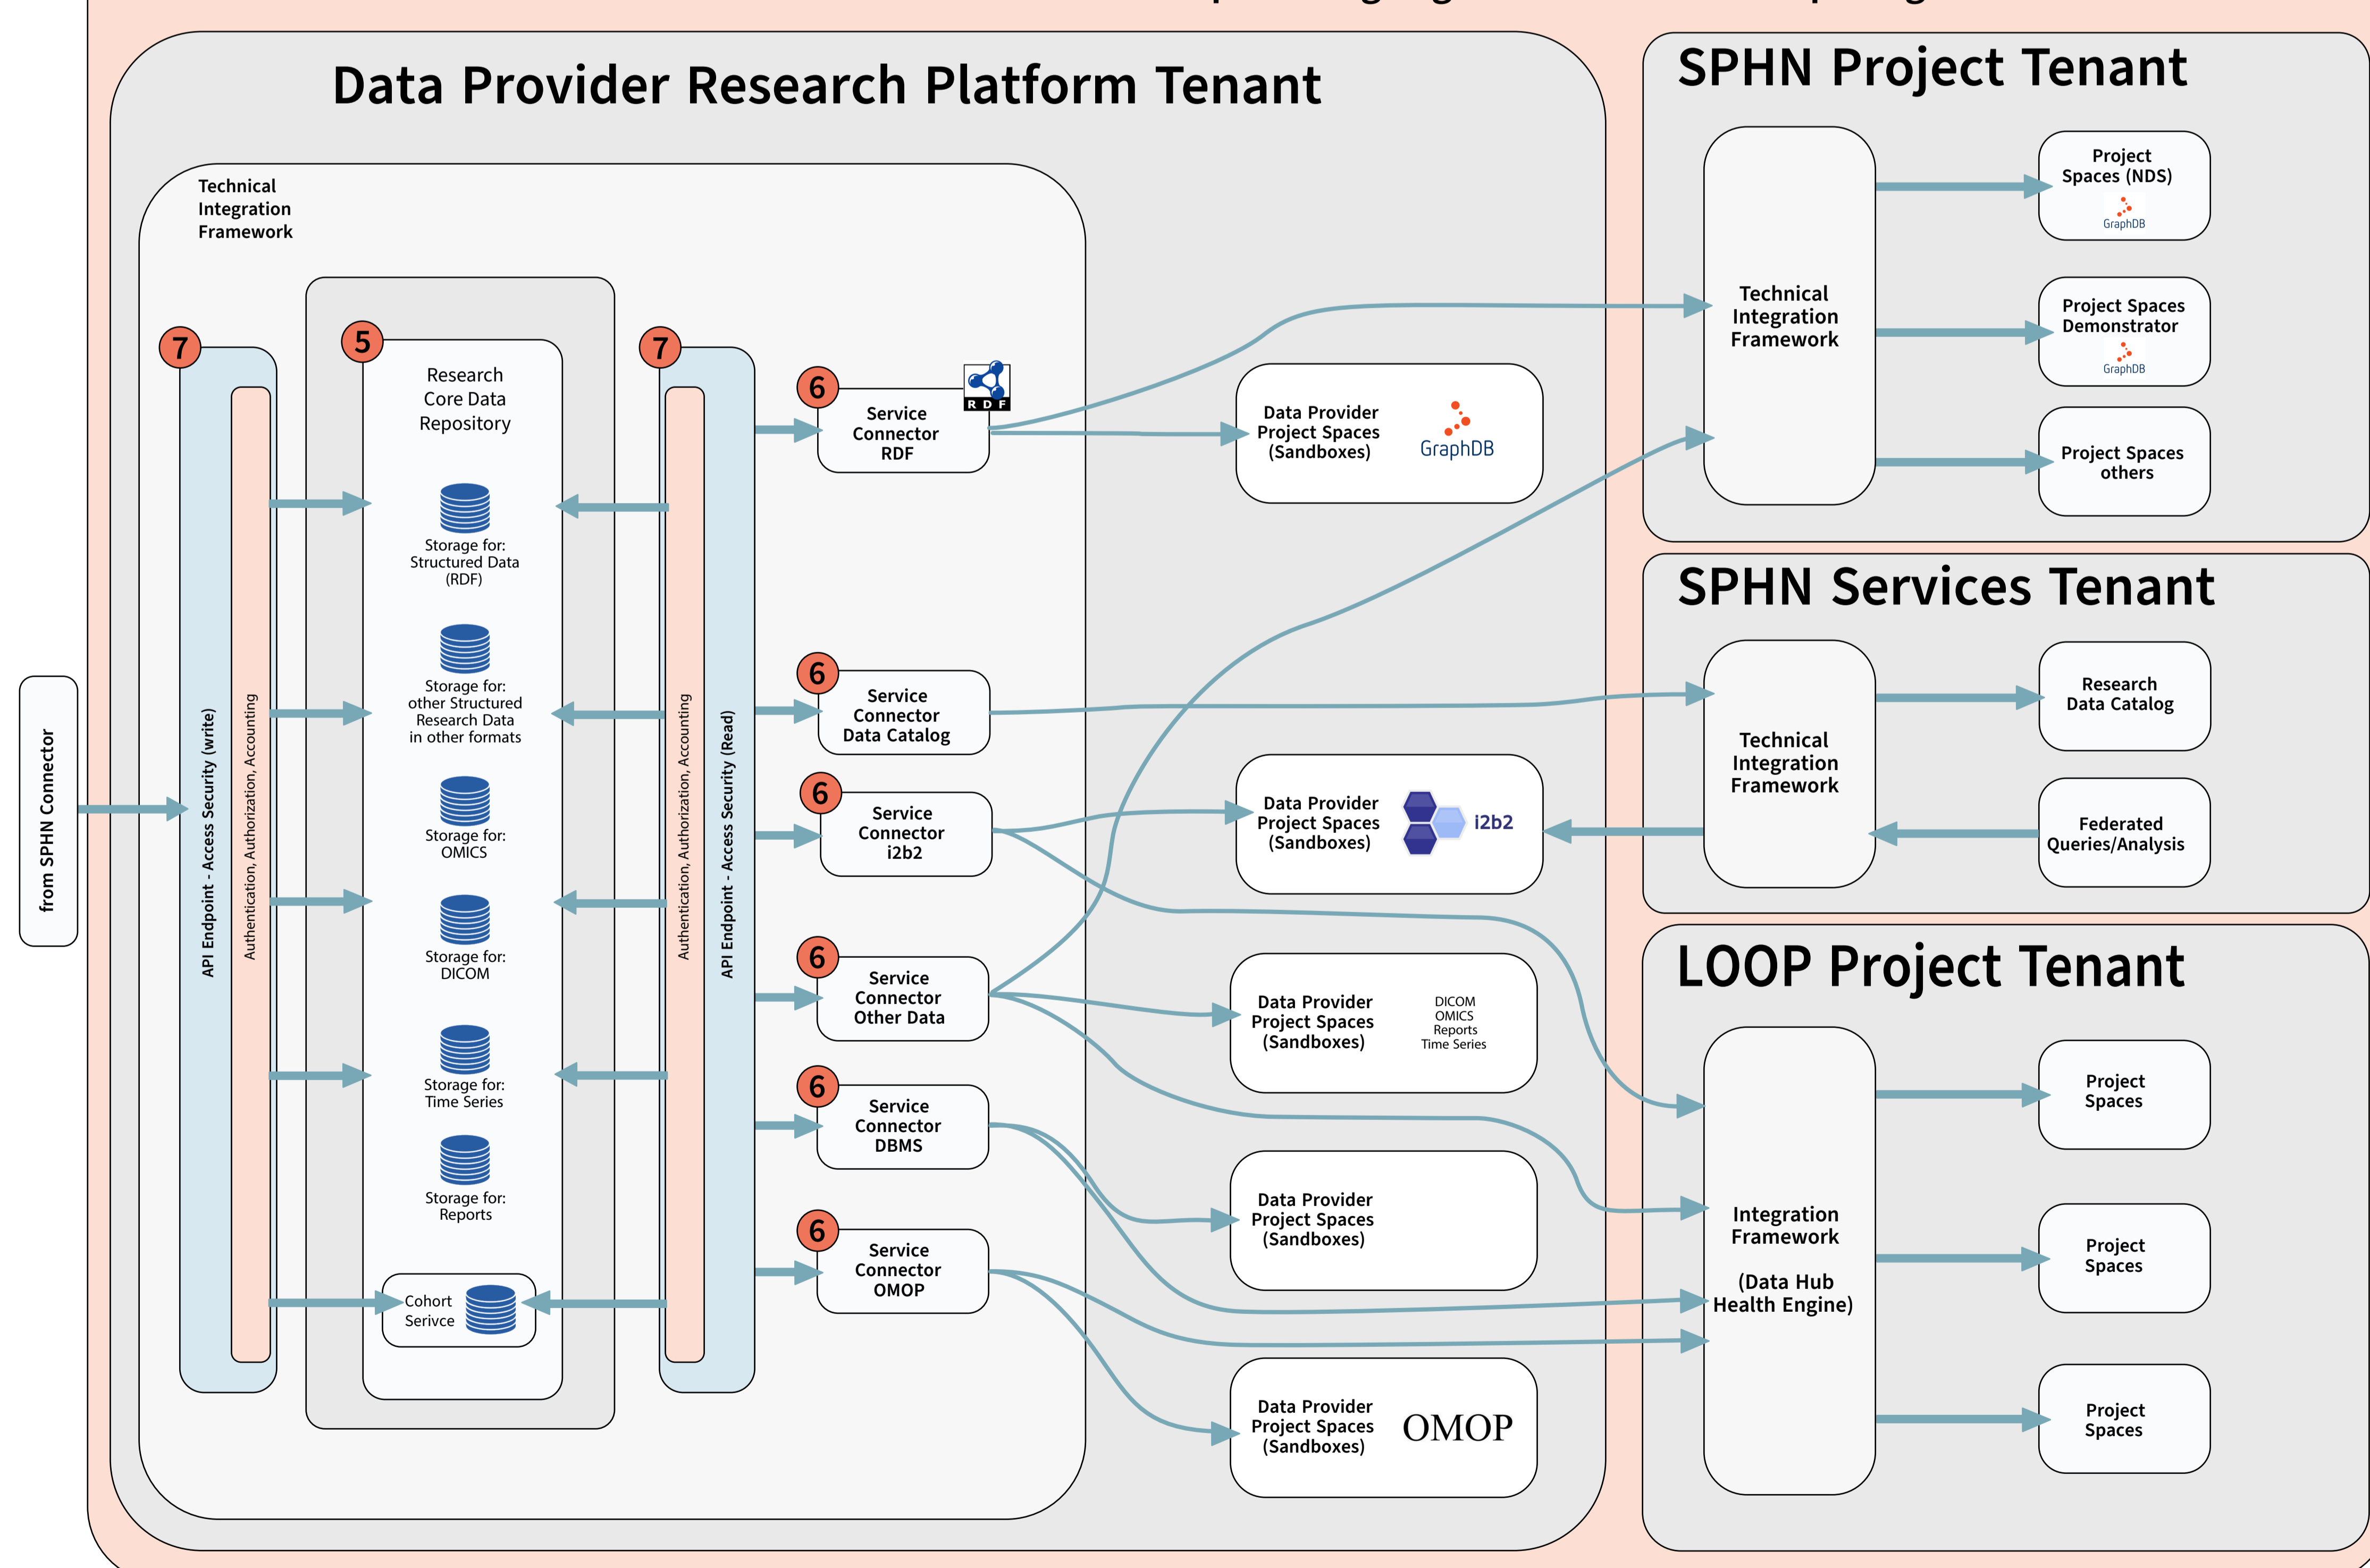 Data Provider Research Platform Tenant
Technical
Integration
Framework
from SPHN Connector
7
API Endpoint - Access Security (write)
Authentication, Authorization, Accounting
5
Research
Core Data
Repository
Storage for:
Structured Data
(RDF)
Storage for:
other Structured
Research Data
in other formats
Storage for:
OMICS
Storage for:
DICOM
Storage for:
Time Series
Storage for:
Reports
Cohort
Serivce
7
Authentication, Authorization, Accounting
API Endpoint - Access Security (Read)
6
Service
Connector
RDF
RDF
6
Service
Connector
Data Catalog
6
Service
Connector
i2b2
6
Service
Connector
Other Data
6
Service
Connector
DBMS
6
Service
Connector
OMOP
Data Provider
Project Spaces
(Sandboxes)
GraphDB
Data Provider
Project Spaces
(Sandboxes)
i2b2
Data Provider
Project Spaces
(Sandboxes)
DICOM
OMICS
Reports
Time Series
Data Provider
Project Spaces
(Sandboxes)
Data Provider
Project Spaces
(Sandboxes)
OMOP
SPHN Project Tenant
Technical
Integration
Framework
Project
Spaces (NDS)
GraphDB
Project Spaces
Demonstrator
GraphDB
Project Spaces
others
SPHN Services Tenant
Technical
Integration
Framework
Research
Data Catalog
Federated
Queries/Analysis
LOOP Project Tenant
Integration
Framework
(Data Hub
Health Engine)
Project
Spaces
Project
Spaces
Project
Spaces